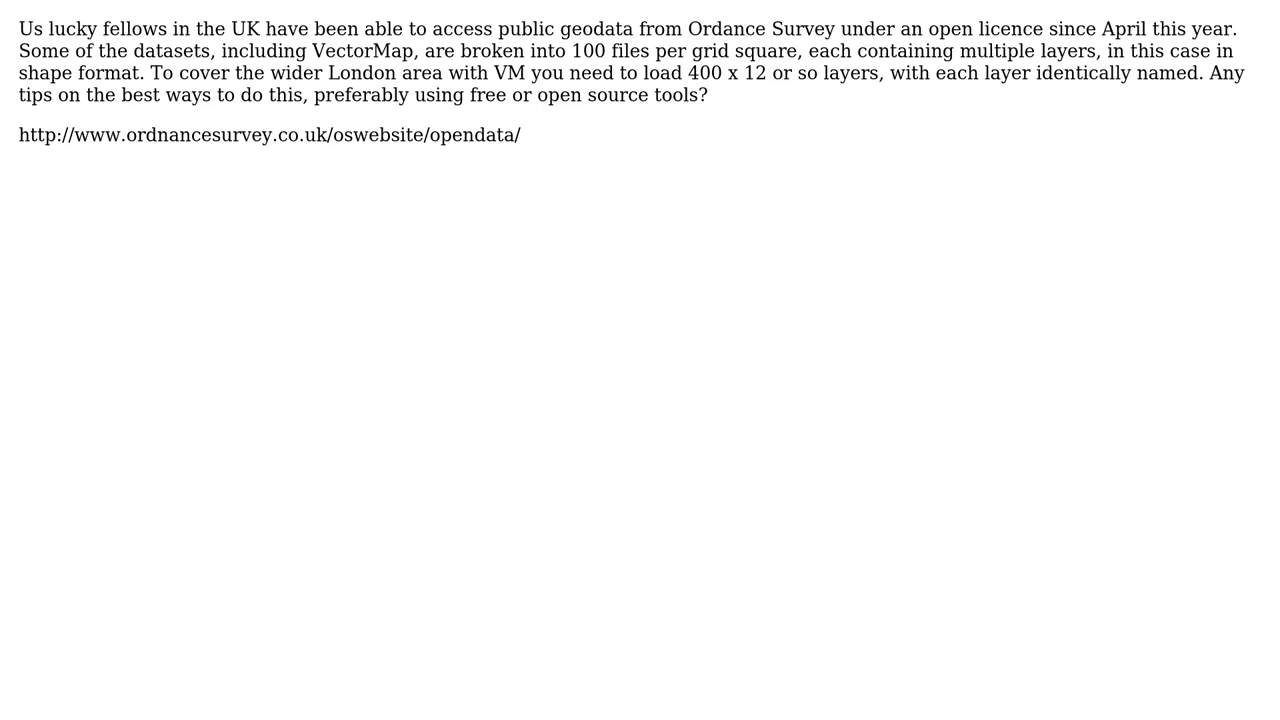 Us lucky fellows in the UK have been able to access public geodata from Ordance Survey under an open licence since April this year.
Some of the datasets, including VectorMap, are broken into 100 files per grid square, each containing multiple layers, in this case in
shape format. To cover the wider London area with VM you need to load 400 x 12 or so layers, with each layer identically named. Any
tips on the best ways to do this, preferably using free or open source tools?
http://www.ordnancesurvey.co.uk/oswebsite/opendata/